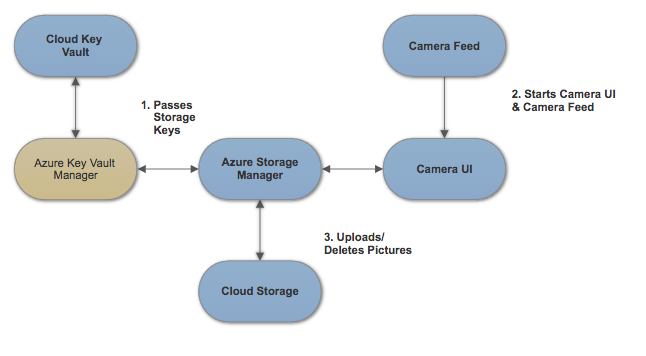 Cloud Key
Vault
Camera Feed
1. Passes
Storage
Keys
2. Starts Camera UI
& Camera Feed
Azure Key Vault
Manager
Azure Storage
Manager
Camera UI
3. Uploads/
Deletes Pictures
Cloud Storage